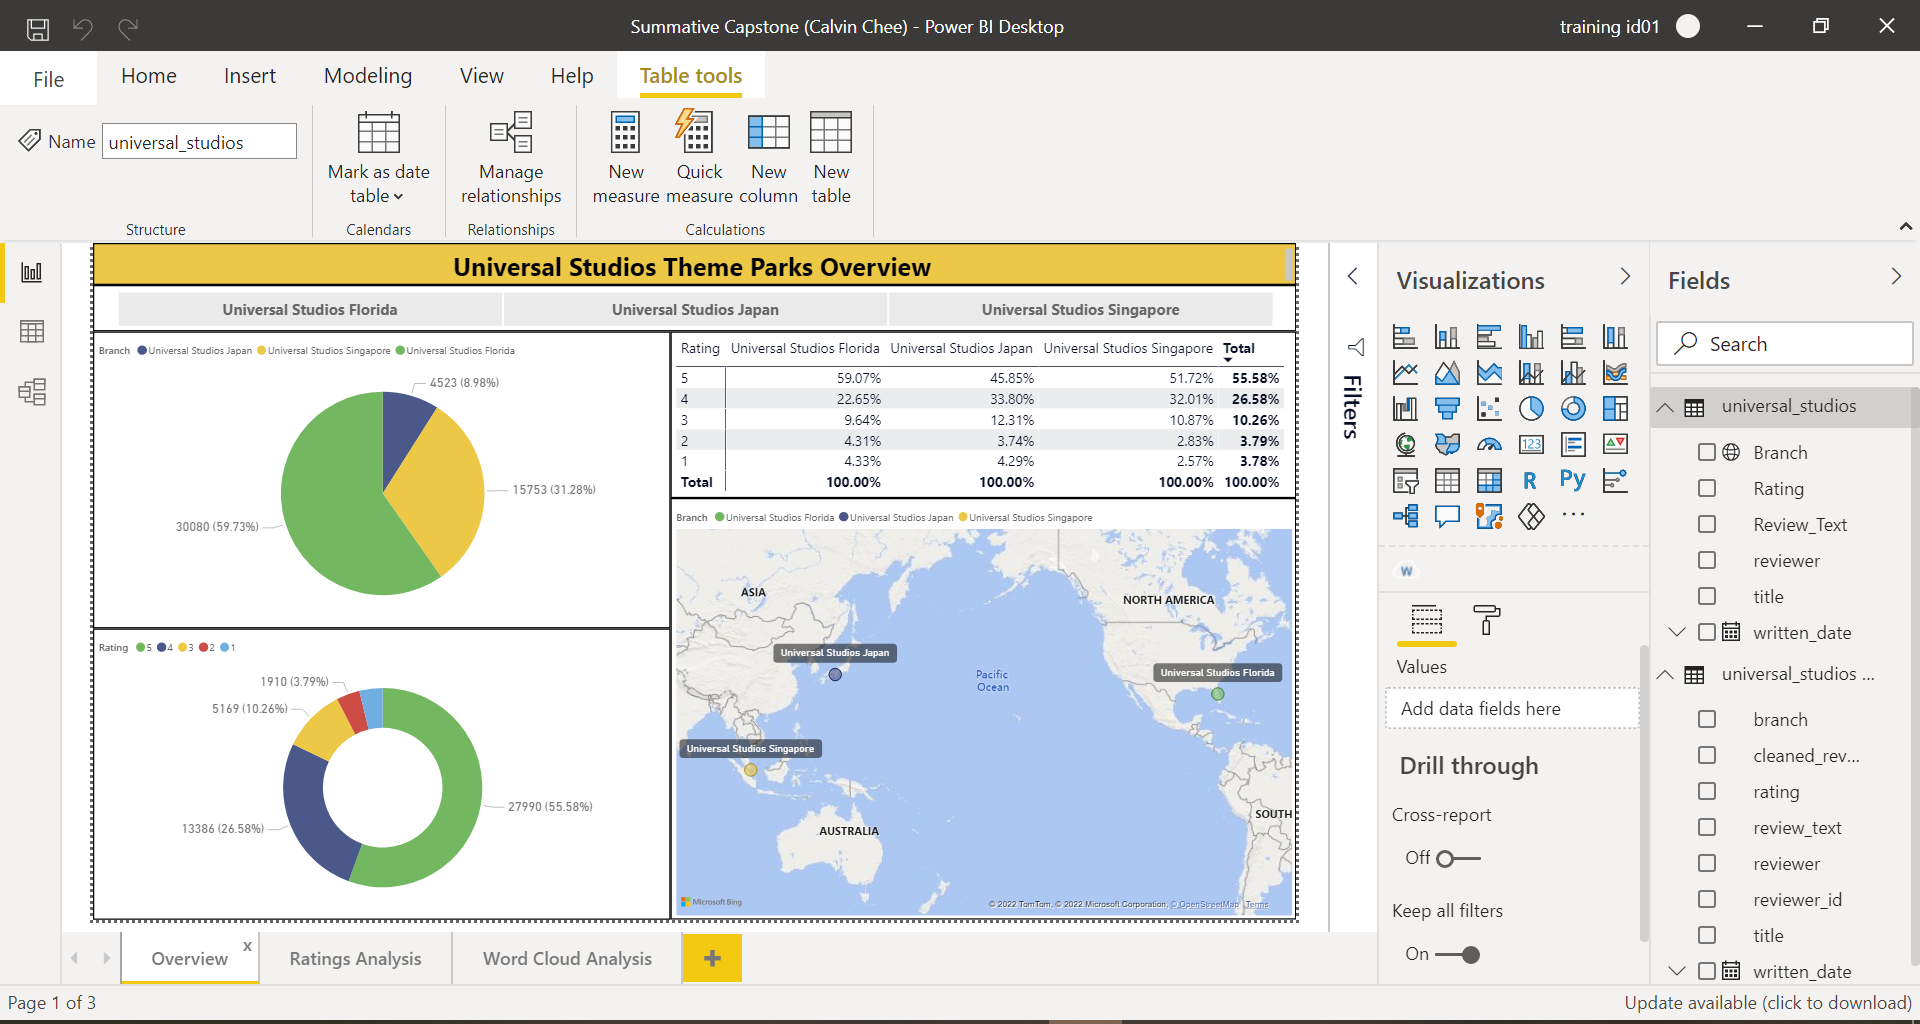 Summative Capstone (Calvin Chee) - Power BI Desktop
training id01
File
Home
Insert
Modeling
View
Help
Table tools
Name
universal_studios
Mark as date
table
Manage
relationships
New
measure
Quick
measure
New
column
New
table
Structure
Calendars
Relationships
Calculations
Universal Studios Theme Parks Overview
Universal Studios Florida
Universal Studios Japan
Universal Studios Singapore
Branch Universal Studios Japan Universal Studios Singapore Universal Studios Florida
4523 (8.98%)
15753 (31.28%)
30080 (59.73%)
Rating 5 4 3 2 1
1910 (3.79%)
5169 (10.26%)
13386 (26.58%)
27990 (55.58%)
Rating Universal Studios Florida Universal Studios Japan Universal Studios Singapore Total
5 59.07% 45.85% 51.72% 55.58%
4 22.65% 33.80% 32.01% 26.58%
3 9.64% 12.31% 10.87% 10.26%
2 4.31% 3.74% 2.83% 3.79%
1 4.33% 4.29% 2.57% 3.78%
Total 100.00% 100.00% 100.00% 100.00%
Branch Universal Studios Florida Universal Studios Japan Universal Studios Singapore
ASIA
NORTH AMERICA
Universal Studios Japan
Universal Studios Florida
Pacific
Ocean
Universal Studios Singapore
AUSTRALIA
SOUTH
Microsoft Bing
© 2022 TomTom, © 2022 Microsoft Corporation, © OpenStreetMap Terms
Filters
Visualizations
123
R
Py
W
Values
Add data fields here
Drill through
Cross-report
Off
Keep all filters
On
Fields
Search
universal_studios
Branch
Rating
Review_Text
reviewer
title
written_date
universal_studios ...
branch
cleaned_rev...
rating
review_text
reviewer
reviewer_id
title
written_date
Overview
x
Ratings Analysis
Word Cloud Analysis
+
Page 1 of 3
Update available (click to download)